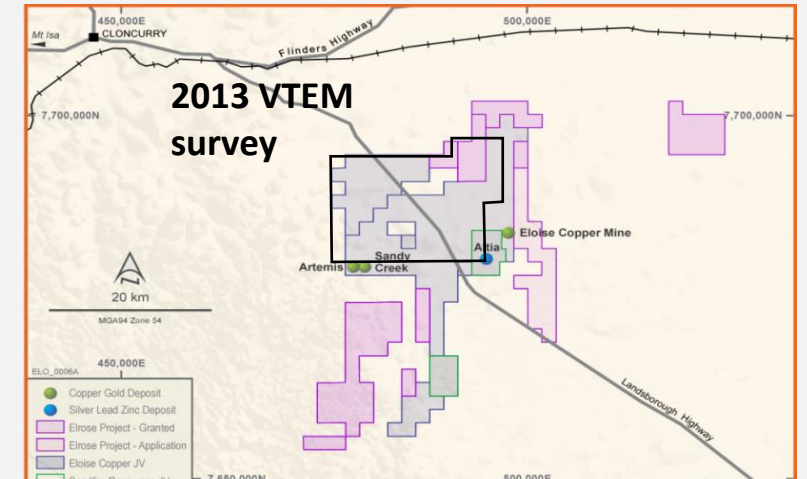 450,000E
500,000E
Mt Isa
CLONCURRY
Flinders Highway
2013 VTEM
survey
7,700,000N
7,700,000N
Eloise Copper Mine
Altia
Sandy
Artemis
Creek
20 km
MGA94 Zone 54
450,000E
ELO_0006A
Landsborough Highway
Copper Gold Deposit
Silver Lead Zinc Deposit
Elrose Project - Granted
Elrose Project - Application
Eloise Copper JV
7,650,000N
500,000E